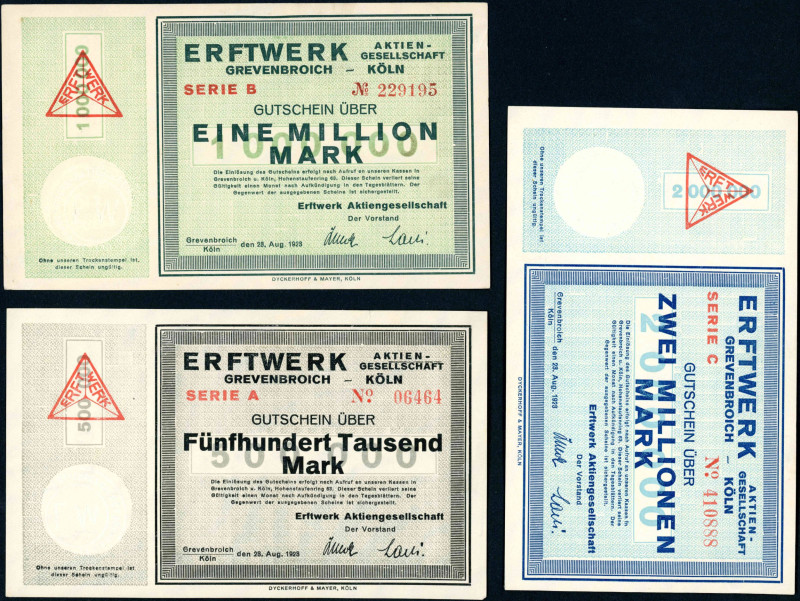 1000000
ERFTWERK
ERFTWERK
AKTIEN-
GESELLSCHAFT
GREVENBROICH – KÖLN
SERIE B № 229195
GUTSCHEIN ÜBER
1000000
EINE MILLION
MARK
Die Einlösung des Gutscheins erfolgt nach Aufruf an unseren Kassen in
Grevenbroich u. Köln, Hohenstaufenring 62. Dieser Schein verliert seine
Gültigkeit einen Monat nach Aufkündigung in den Tagesblättern. Der
Gegenwert der ausgegebenen Scheine ist sichergestellt.
Erftwerk Aktiengesellschaft
Der Vorstand
Grevenbroich
Köln
den 28. Aug. 1923
Ohne unseren Trockenstempel ist,
dieser Schein ungültig.
DYCKERHOFF & MAYER, KÖLN
500000
ERFTWERK
ERFTWERK
AKTIEN-
GESELLSCHAFT
GREVENBROICH – KÖLN
SERIE A № 06464
GUTSCHEIN ÜBER
500000
Fünfhundert Tausend
Mark
Die Einlösung des Gutscheins erfolgt nach Aufruf an unseren Kassen in
Grevenbroich u. Köln, Hohenstaufenring 62. Dieser Schein verliert seine
Gültigkeit einen Monat nach Aufkündigung in den Tagesblättern. Der
Gegenwert der ausgegebenen Scheine ist sichergestellt.
Erftwerk Aktiengesellschaft
Der Vorstand
Grevenbroich
Köln
den 28. Aug. 1923
Ohne unseren Trockenstempel ist
dieser Schein ungültig.
DYCKERHOFF & MAYER, KÖLN
2000000
ERFTWERK
ERFTWERK
AKTIEN-
GESELLSCHAFT
GREVENBROICH – KÖLN
SERIE C № 410888
GUTSCHEIN ÜBER
2000000
ZWEI MILLIONEN
MARK
Die Einlösung des Gutscheins erfolgt nach Aufruf an unseren Kassen in
Grevenbroich u. Köln, Hohenstaufenring 62. Dieser Schein verliert seine
Gültigkeit einen Monat nach Aufkündigung in den Tagesblättern. Der
Gegenwert der ausgegebenen Scheine ist sichergestellt.
Erftwerk Aktiengesellschaft
Der Vorstand
Grevenbroich
Köln
den 28. Aug. 1923
Ohne unseren Trockenstempel ist
dieser Schein ungültig.
DYCKERHOFF & MAYER, KÖLN